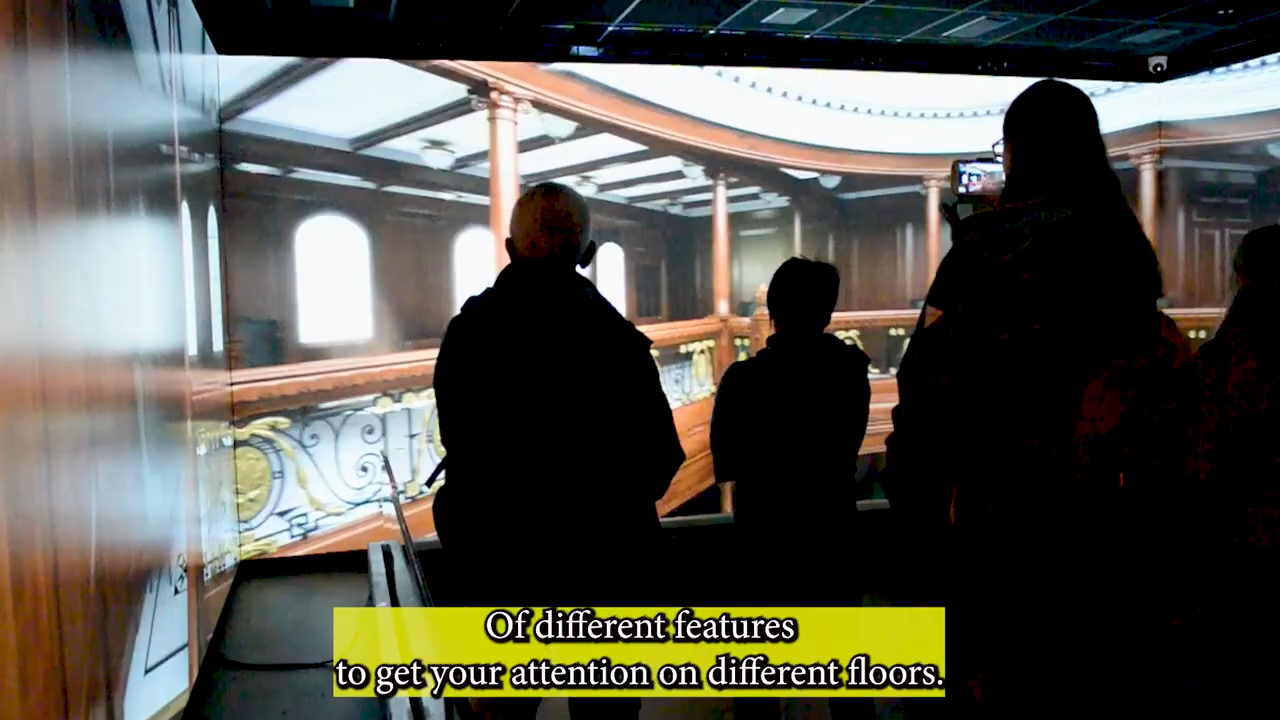 Of different features
to get your attention on different floors.